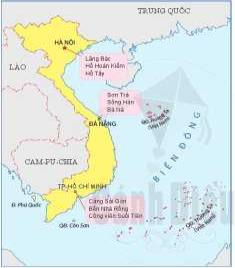 TRUNG QUỐC
HÀ NỘI
Lăng Bác
Hồ Hoàn Kiếm
Hồ Tây
LÀO
Sơn Trà
Sông Hàn
Bà Nà
ĐÀ NẴNG
BIỂN ĐÔNG
CAM-PU-CHIA
TP.HỒ CHÍ MINH
Cảng Sài Gòn
Bến Nhà Rồng
Công viên Suối Tiên
Đ. Phú Quốc
QĐ. Côn Sơn
Cánh Diều